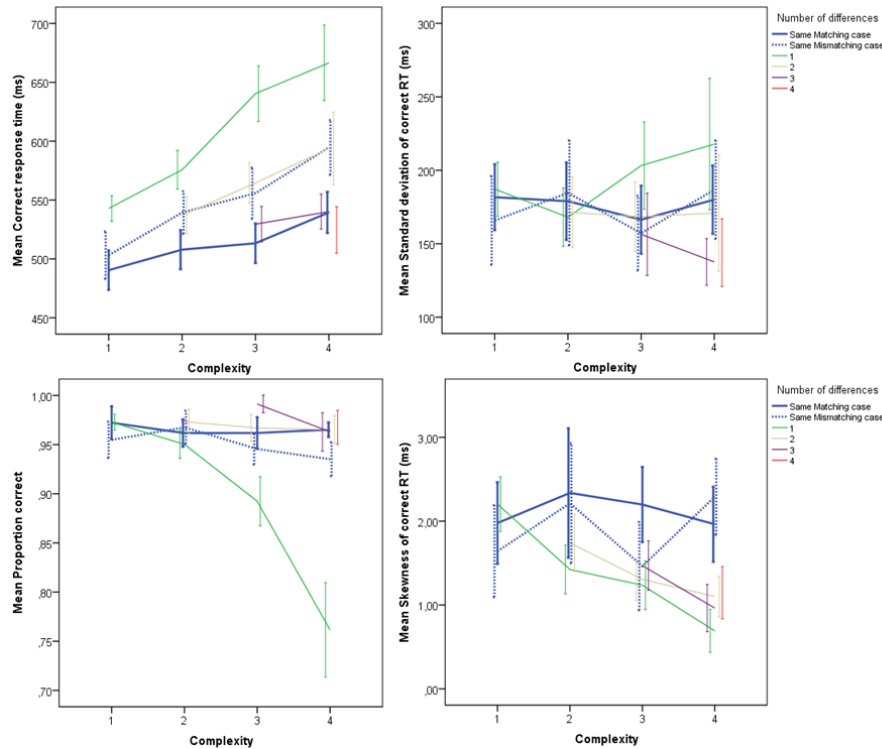 Mean Correct response time (ms)
700
650
600
550
500
450
1 2 3 4
Complexity
Mean Standard deviation of correct RT (ms)
300
250
200
150
100
1 2 3 4
Complexity
Number of differences
Same Matching case
Same Mismatching case
1
2
3
4
Mean Proportion correct
1,00
,95
,90
,85
,80
,75
,70
1 2 3 4
Complexity
Mean Skewness of correct RT (ms)
3,00
2,00
1,00
,00
1 2 3 4
Complexity
Number of differences
Same Matching case
Same Mismatching case
1
2
3
4